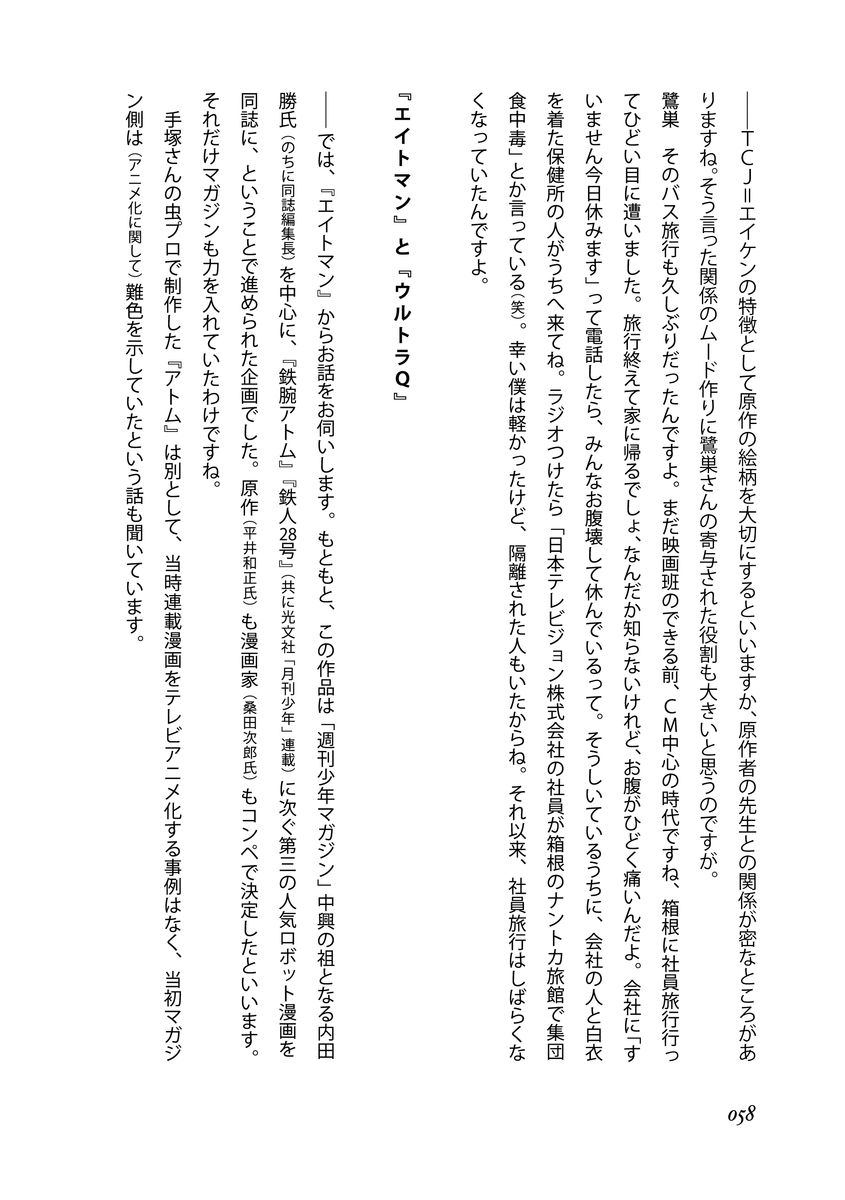 ――ＴＣＪ＝エイケンの特徴として原作の絵柄を大切にするといいますか、原作者の先生との関係が密なところがあ
りますね。そう言った関係のムード作りに鷺巣さんの寄与された役割も大きいと思うのですが。
鷺巣　そのバス旅行も久しぶりだったんですよ。まだ映画班のできる前、ＣＭ中心の時代ですね、箱根に社員旅行行っ
てひどい目に遭いました。旅行終えて家に帰るでしょ、なんだか知らないけれど、お腹がひどく痛いんだよ。会社に「す
いません今日休みます」って電話したら、みんなお腹壊して休んでいるって。そうしいているうちに、会社の人と白衣
を着た保健所の人がうちへ来てね。ラジオつけたら「日本テレビジョン株式会社の社員が箱根のナントカ旅館で集団
食中毒」とか言っている（笑）。幸い僕は軽かったけど、隔離された人もいたからね。それ以来、社員旅行はしばらくな
くなっていたんですよ。
『エイトマン』と『ウルトラＱ』
――では、『エイトマン』からお話をお伺いします。もともと、この作品は「週刊少年マガジン」中興の祖となる内田
勝氏（のちに同誌編集長）を中心に、『鉄腕アトム』『鉄人28号』（共に光文社「月刊少年」連載）に次ぐ第三の人気ロボット漫画を
同誌に、ということで進められた企画でした。原作（平井和正氏）も漫画家（桑田次郎氏）もコンペで決定したといいます。
それだけマガジンも力を入れていたわけですね。
　手塚さんの虫プロで制作した『アトム』は別として、当時連載漫画をテレビアニメ化する事例はなく、当初マガジ
ン側は（アニメ化に関して）難色を示していたという話も聞いています。
058